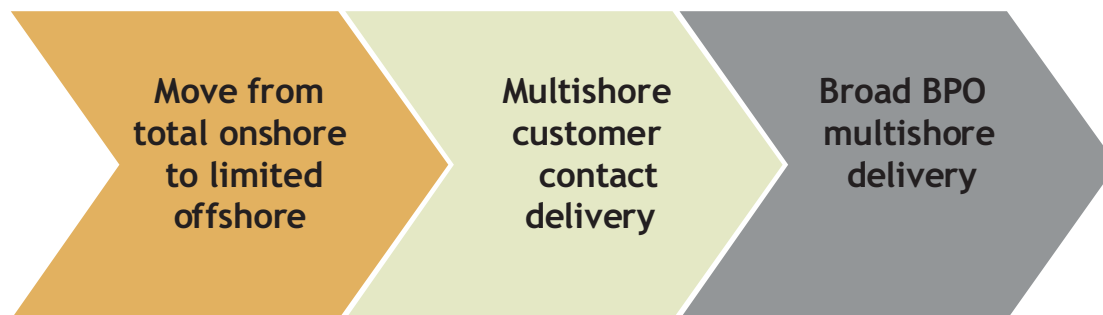 Move from
total onshore
to limited
offshore
Multishore
customer
contact
delivery
Broad BPO
multishore
delivery